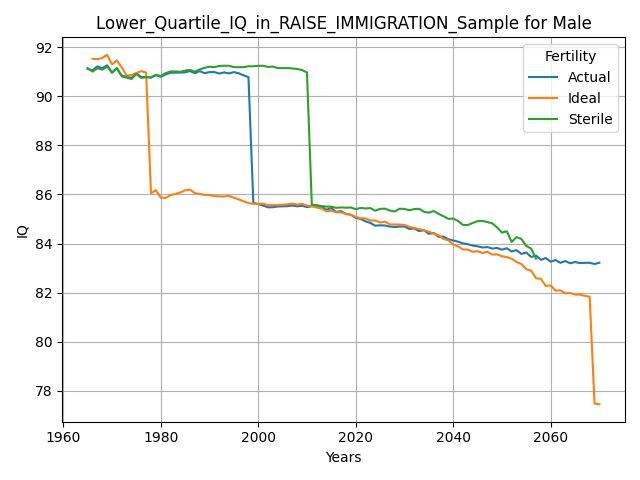 Lower_Quartile_IQ_in_RAISE_IMMIGRATION_Sample for Male
Fertility
Actual
Ideal
Sterile
IQ
92
90
88
86
84
82
80
78
1960
1980
2000
2020
2040
2060
Years